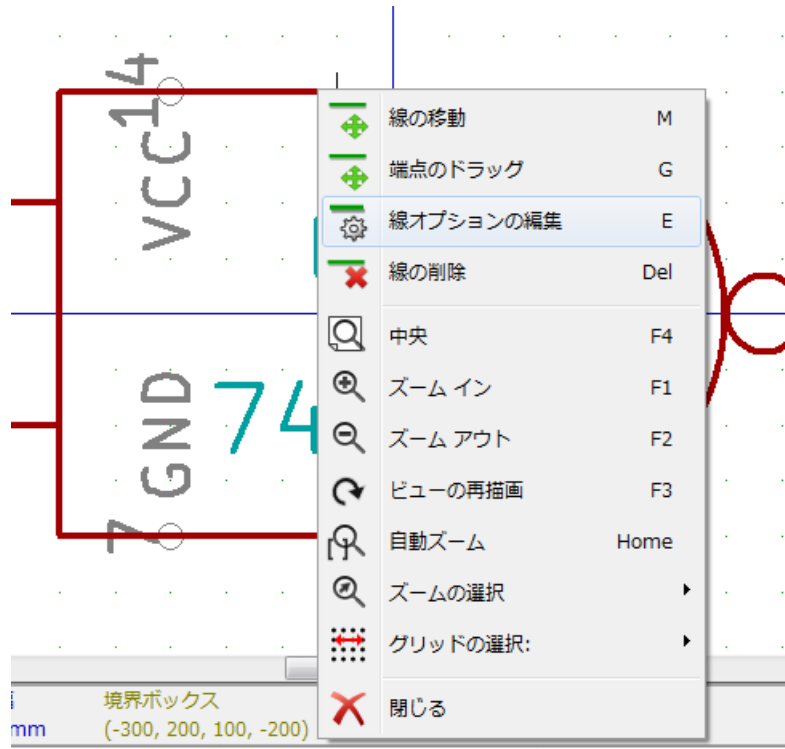 14
VCC
GND
7
74
線の移動 M
端点のドラッグ G
線オプションの編集 E
線の削除 Del
中央 F4
ズーム イン F1
ズーム アウト F2
ビューの再描画 F3
自動ズーム Home
ズームの選択
グリッドの選択:
閉じる
境界ボックス
mm (-300, 200, 100, -200)